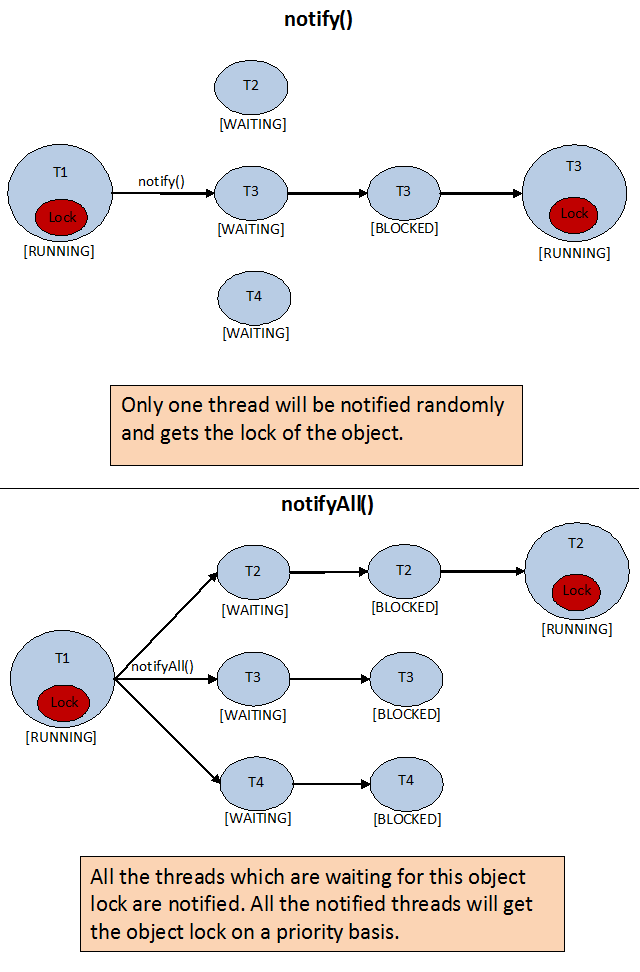 notify()
T2
[WAITING]
T1
Lock
[RUNNING]
notify()
T3
[WAITING]
T3
[BLOCKED]
T3
Lock
[RUNNING]
T4
[WAITING]
Only one thread will be notified randomly
and gets the lock of the object.
notifyAll()
T2
[WAITING]
T2
[BLOCKED]
T2
Lock
[RUNNING]
T1
Lock
[RUNNING]
notifyAll()
T3
[WAITING]
T3
[BLOCKED]
T4
[WAITING]
T4
[BLOCKED]
All the threads which are waiting for this object
lock are notified. All the notified threads will get
the object lock on a priority basis.